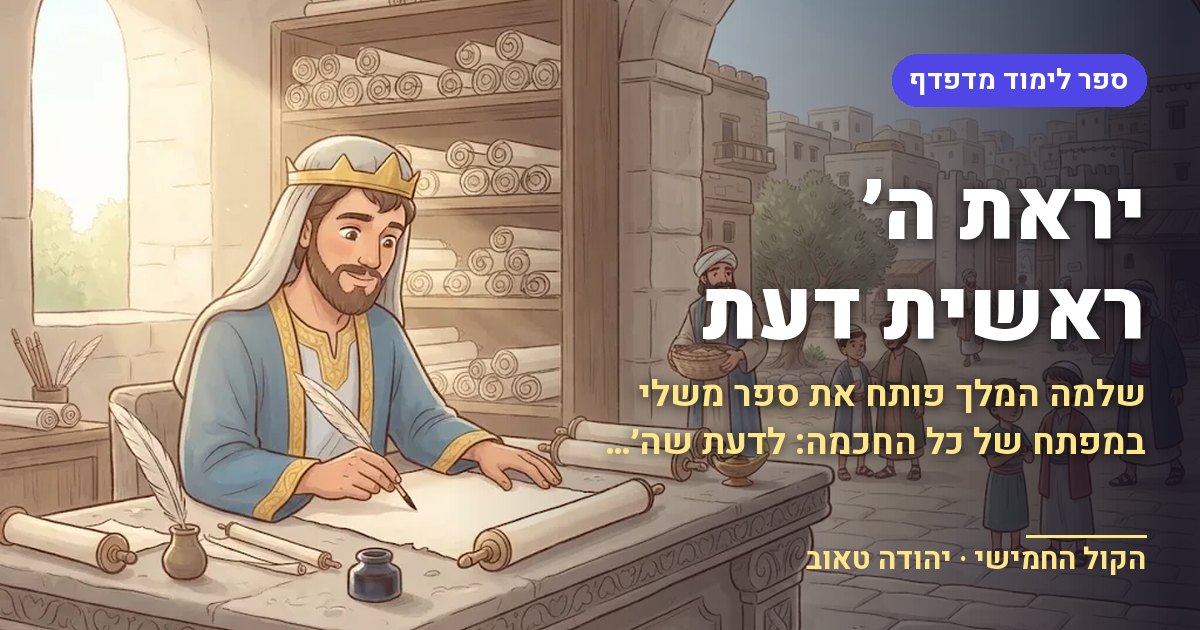 ספר לימוד מדפדף
יראת ה׳
ראשית דעת
שלמה המלך פותח את ספר משלי
במפתח של כל החכמה: לדעת שה׳...
הקול החמישי · יהודה טאוב